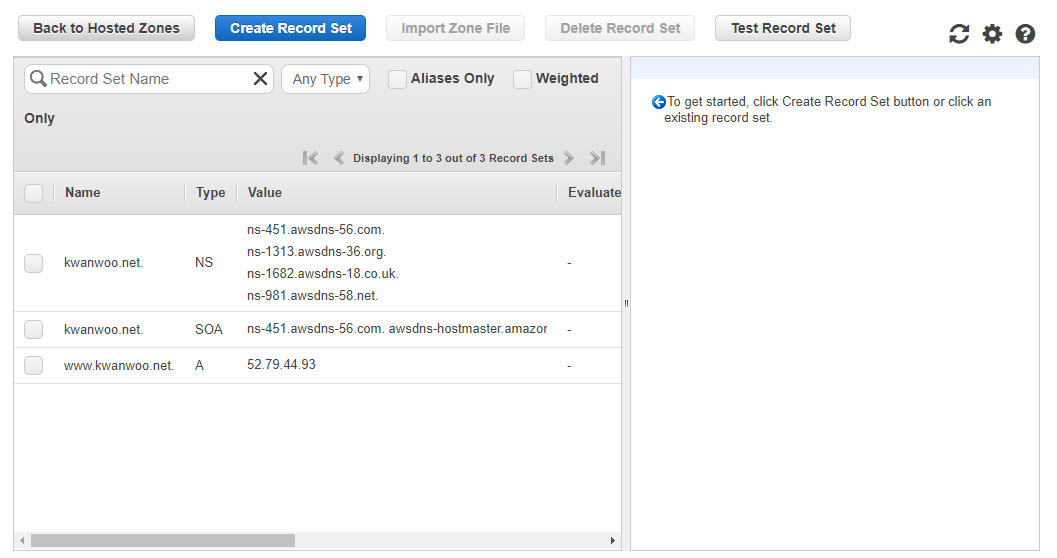 Back to Hosted Zones Create Record Set Import Zone File Delete Record Set Test Record Set
Record Set Name Any Type Aliases Only Weighted
Only
Displaying 1 to 3 out of 3 Record Sets
To get started, click Create Record Set button or click an
existing record set.
Name Type Value Evaluate
ns-451.awsdns-56.com.
ns-1313.awsdns-36.org.
kwanwoo.net. NS -
ns-1682.awsdns-18.co.uk.
ns-981.awsdns-58.net.
kwanwoo.net. SOA ns-451.awsdns-56.com. awsdns-hostmaster.amazor -
www.kwanwoo.net. A 52.79.44.93 -